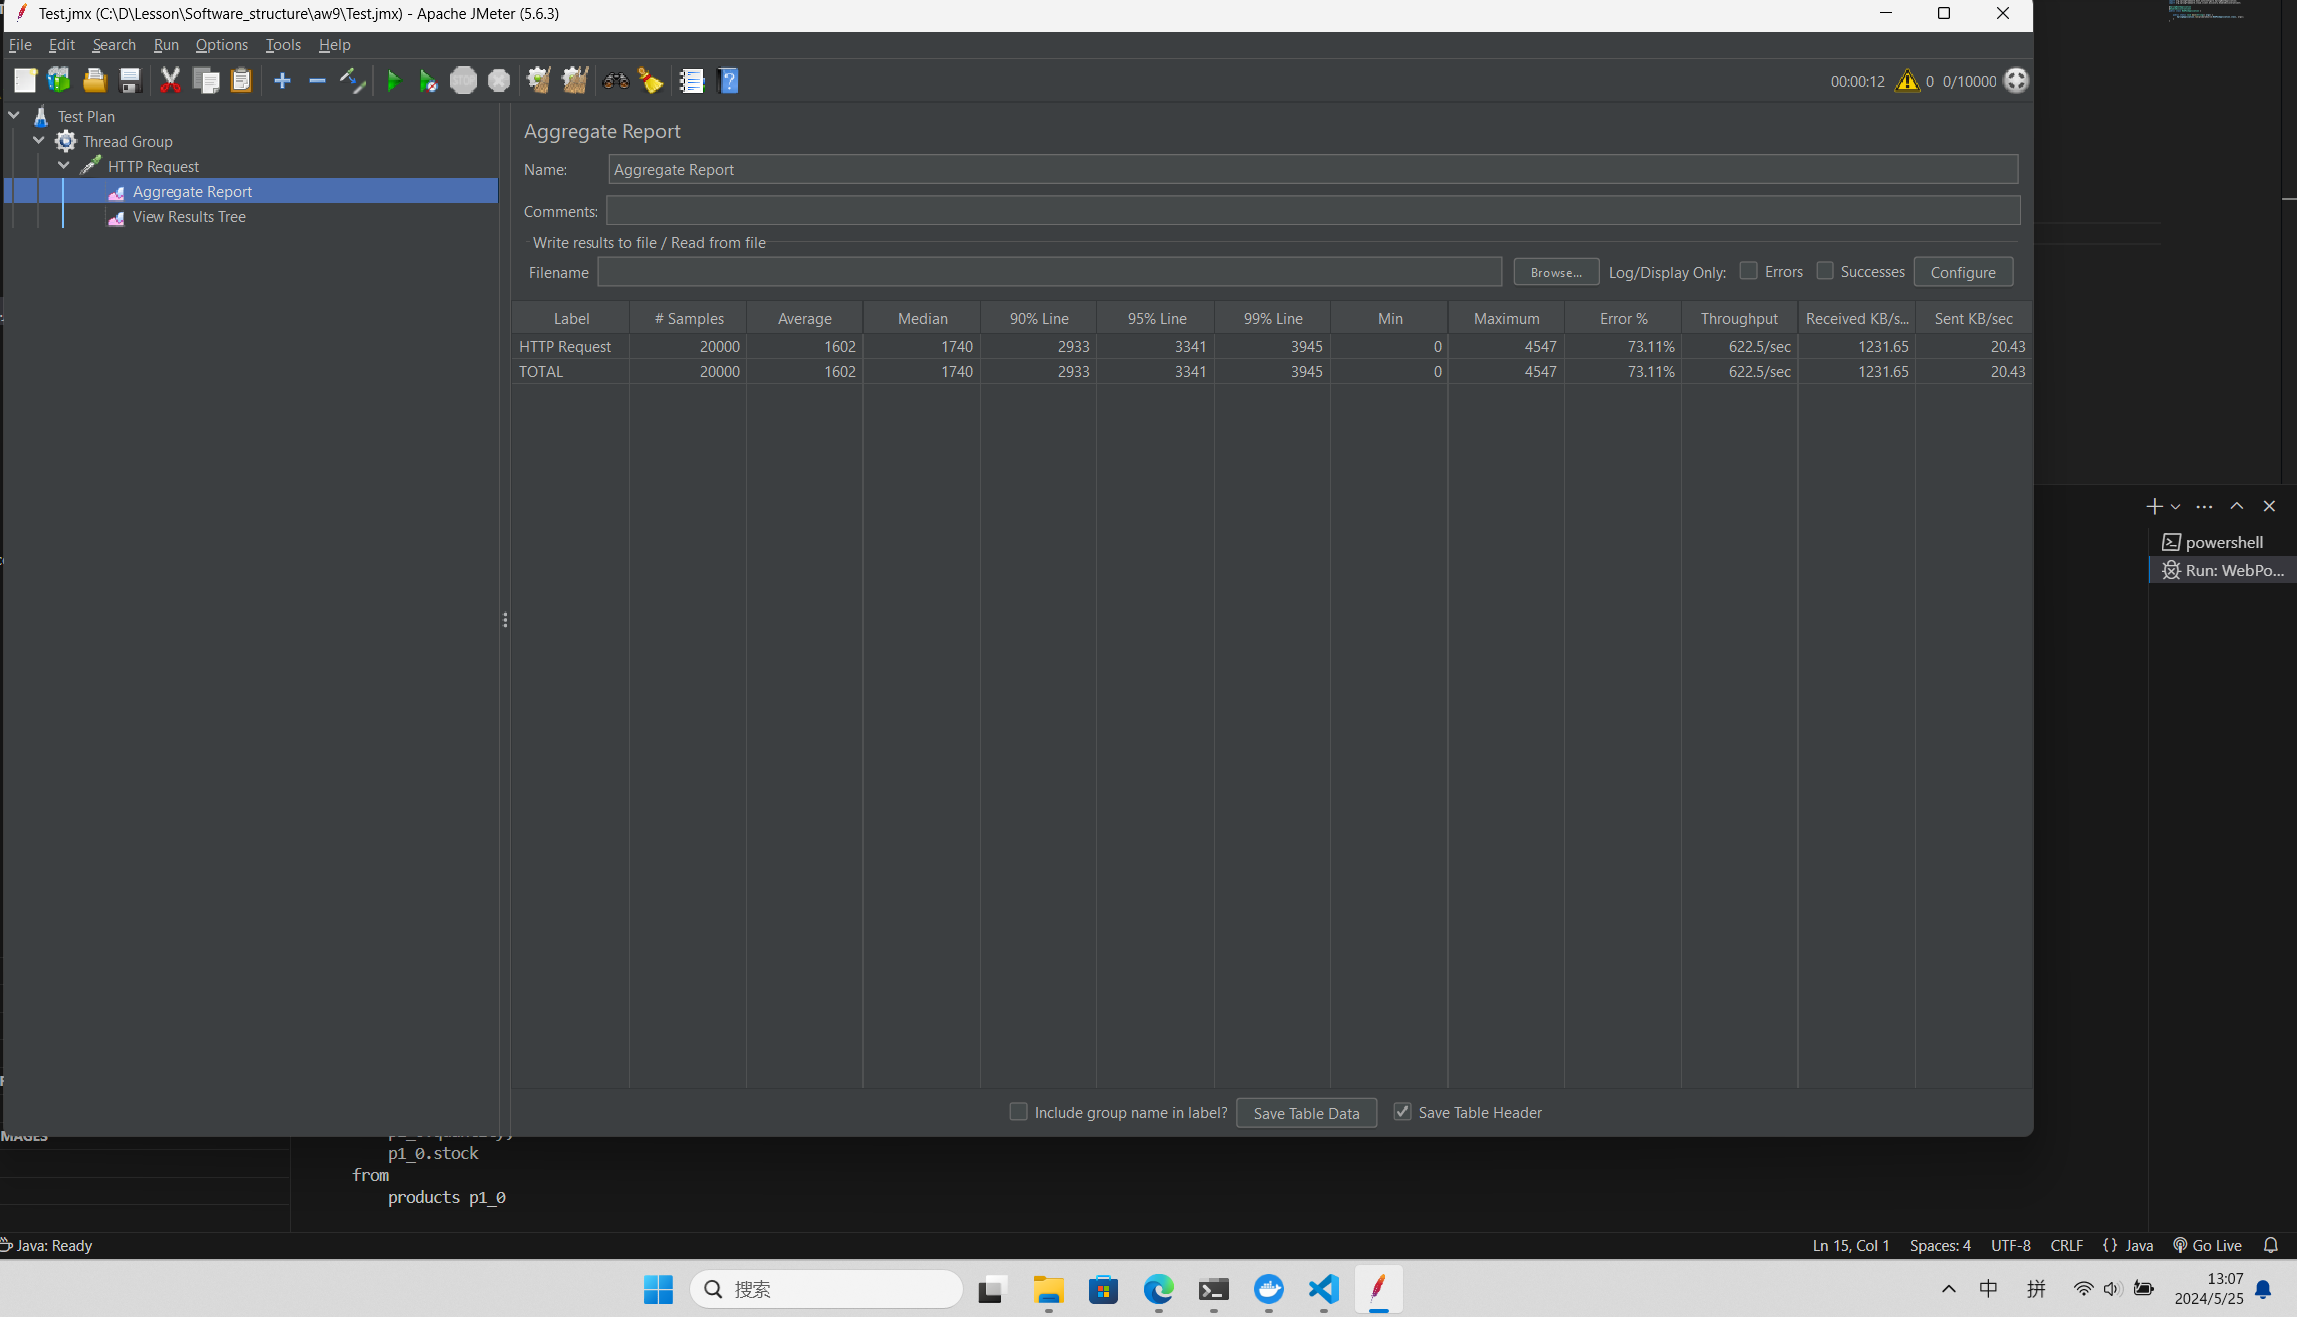 Test.jmx (C:\D\Lesson\Software_structure\aw9\Test.jmx) - Apache JMeter (5.6.3)
File Edit Search Run Options Tools Help
00:00:12 0 0/10000
Test Plan
Thread Group
HTTP Request
Aggregate Report
View Results Tree
Aggregate Report
Name: Aggregate Report
Comments:
Write results to file / Read from file
Filename Browse... Log/Display Only: Errors Successes Configure
Label # Samples Average Median 90% Line 95% Line 99% Line Min Maximum Error % Throughput Received KB/s... Sent KB/sec
HTTP Request 20000 1602 1740 2933 3341 3945 0 4547 73.11% 622.5/sec 1231.65 20.43
TOTAL 20000 1602 1740 2933 3341 3945 0 4547 73.11% 622.5/sec 1231.65 20.43
Include group name in label? Save Table Data Save Table Header
powershell
Run: WebPo...
p1_0.stock
from
products p1_0
Java: Ready
Ln 15, Col 1 Spaces: 4 UTF-8 CRLF {} Java Go Live
搜索
中 拼
13:07
2024/5/25